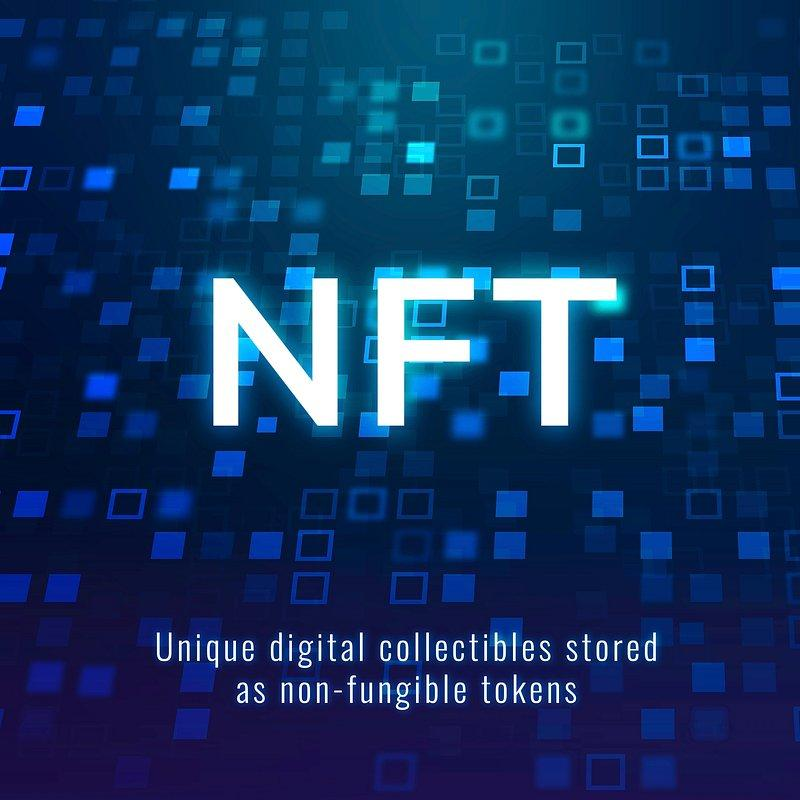 NFT
Unique digital collectibles stored
as non-fungible tokens